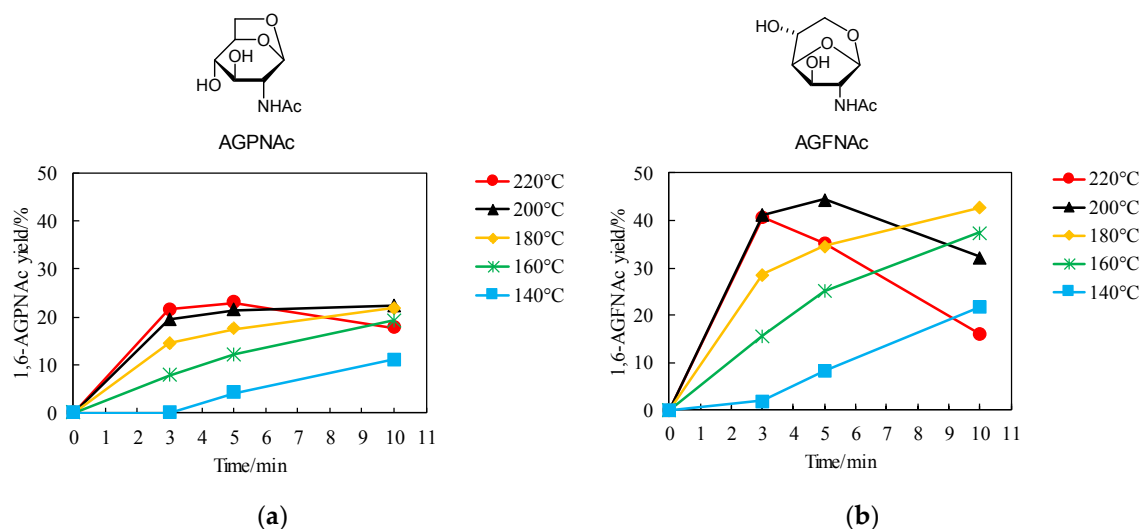 O
O
OH
HO
NHAc
AGPNAc
50
40
30
20
10
0
1,6-AGPNAc yield/%
0 1 2 3 4 5 6 7 8 9 10 11
Time/min
220°C
200°C
180°C
160°C
140°C
(a)
HO
O
O
OH
NHAc
AGFNAc
50
40
30
20
10
0
1,6-AGFNAc yield/%
0 1 2 3 4 5 6 7 8 9 10 11
Time/min
220°C
200°C
180°C
160°C
140°C
(b)